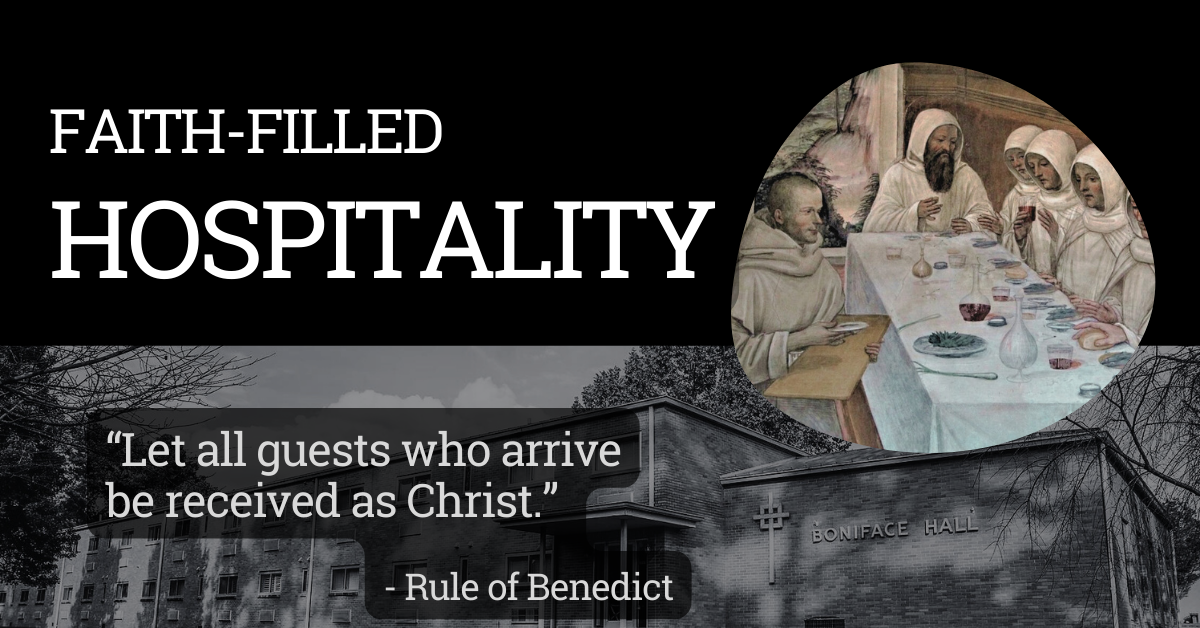 FAITH-FILLED
HOSPITALITY
“Let all guests who arrive
be received as Christ.”
- Rule of Benedict
BONIFACE HALL